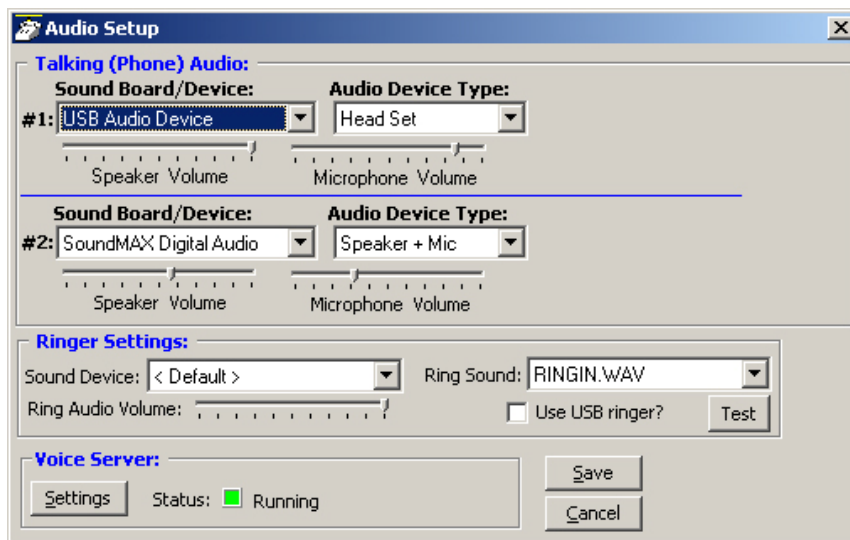 Audio Setup
Talking (Phone) Audio:
Sound Board/Device: Audio Device Type:
#1: USB Audio Device Head Set
Speaker Volume Microphone Volume
Sound Board/Device: Audio Device Type:
#2: SoundMAX Digital Audio Speaker + Mic
Speaker Volume Microphone Volume
Ringer Settings:
Sound Device: < Default > Ring Sound: RINGIN.WAV
Ring Audio Volume: Use USB ringer? Test
Voice Server:
Settings Status: Running
Save
Cancel